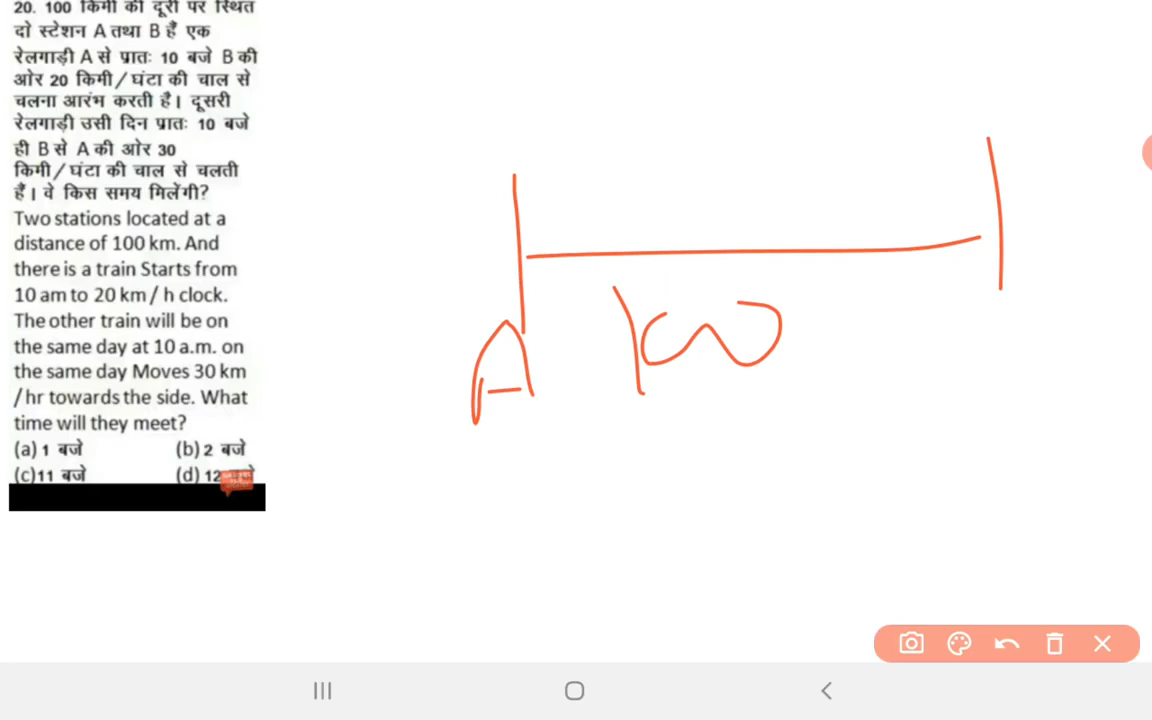 20. 100 किमी की दूरी पर स्थित
दो स्टेशन A तथा B हैं एक
रेलगाड़ी A से प्रातः 10 बजे B की
ओर 20 किमी/घंटा की चाल से
चलना आरंभ करती है। दूसरी
रेलगाड़ी उसी दिन प्रातः 10 बजे
ही B से A की ओर 30
किमी/घंटा की चाल से चलती
हैं। वे किस समय मिलेंगी?
Two stations located at a
distance of 100 km. And
there is a train Starts from
10 am to 20 km/ h clock.
The other train will be on
the same day at 10 a.m. on
the same day Moves 30 km
/hr towards the side. What
time will they meet?
(a) 1 बजे (b) 2 बजे
(c)11 बजे (d) 12
A